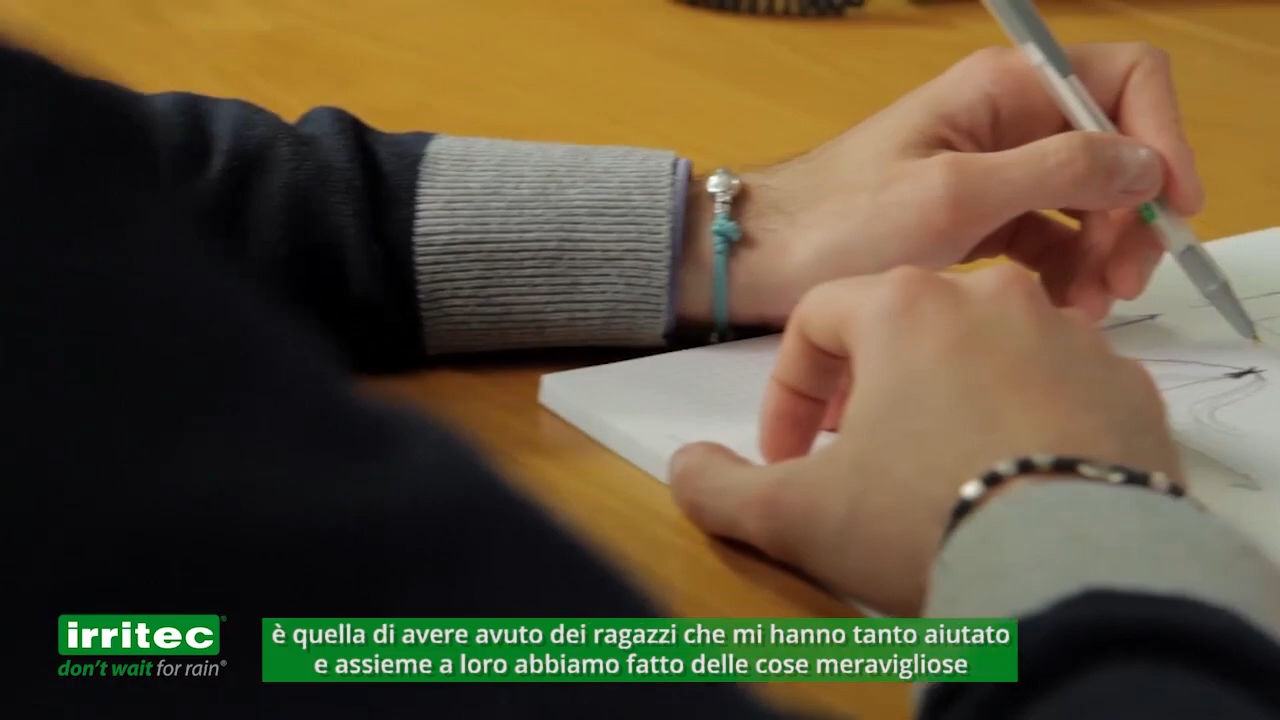 irritec®
don't wait for rain®
è quella di avere avuto dei ragazzi che mi hanno tanto aiutato
e assieme a loro abbiamo fatto delle cose meravigliose